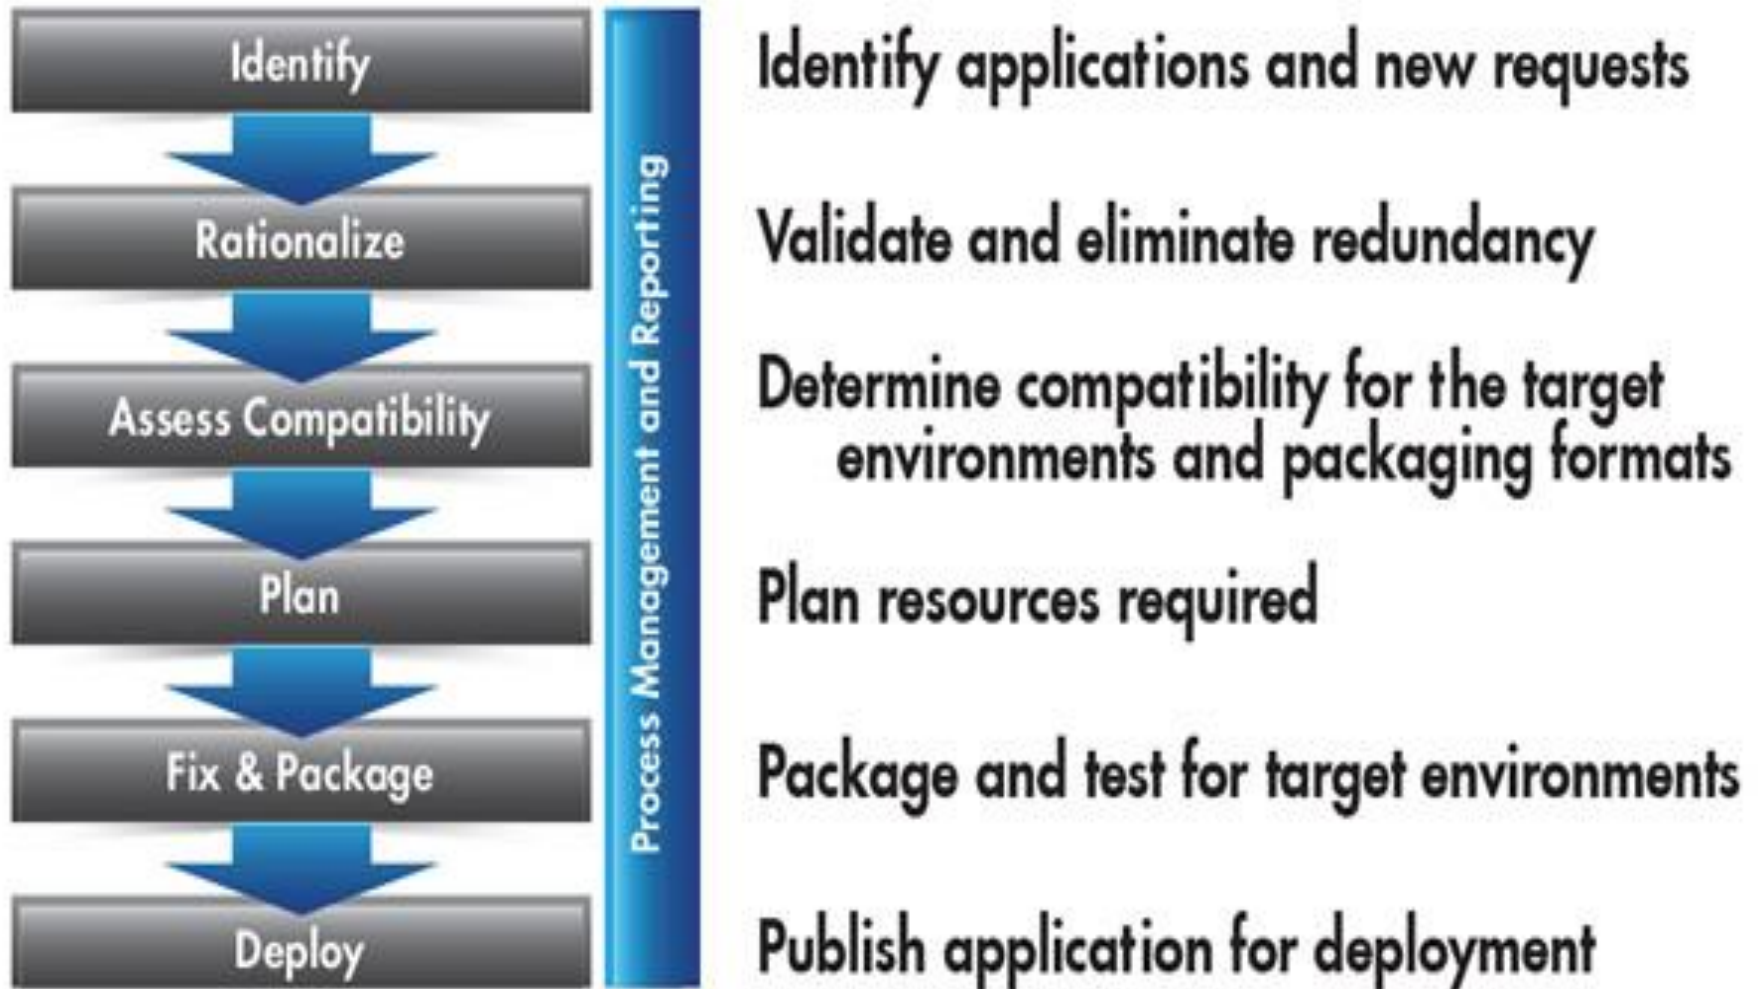 Identify
Identify applications and new requests
Rationalize
Validate and eliminate redundancy
Assess Compatibility
Determine compatibility for the target
environments and packaging formats
Plan
Plan resources required
Fix & Package
Package and test for target environments
Deploy
Publish application for deployment
Process Management and Reporting